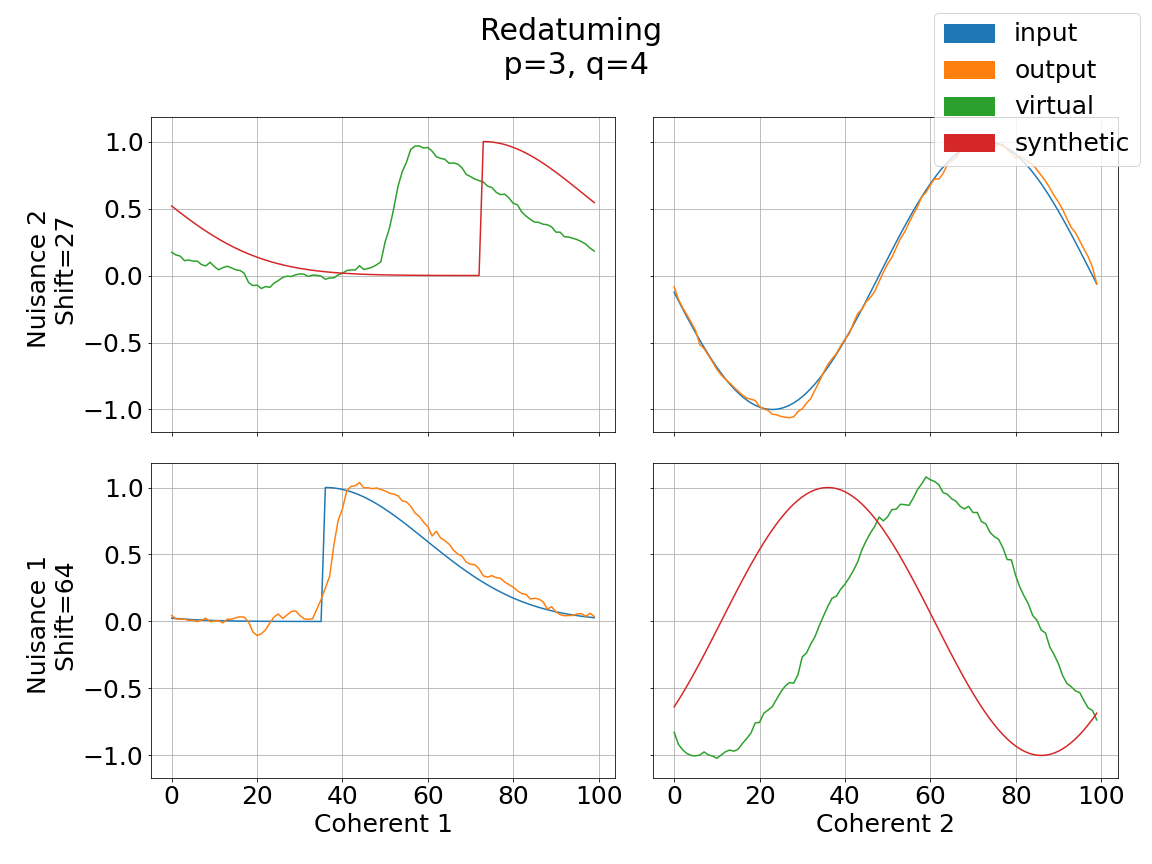 Redatuming
p=3, q=4
input
output
virtual
synthetic
Nuisance 2
Shift=27
1.0
0.5
0.0
−0.5
−1.0
Nuisance 1
Shift=64
1.0
0.5
0.0
−0.5
−1.0
0 20 40 60 80 100
0 20 40 60 80 100
Coherent 1
Coherent 2